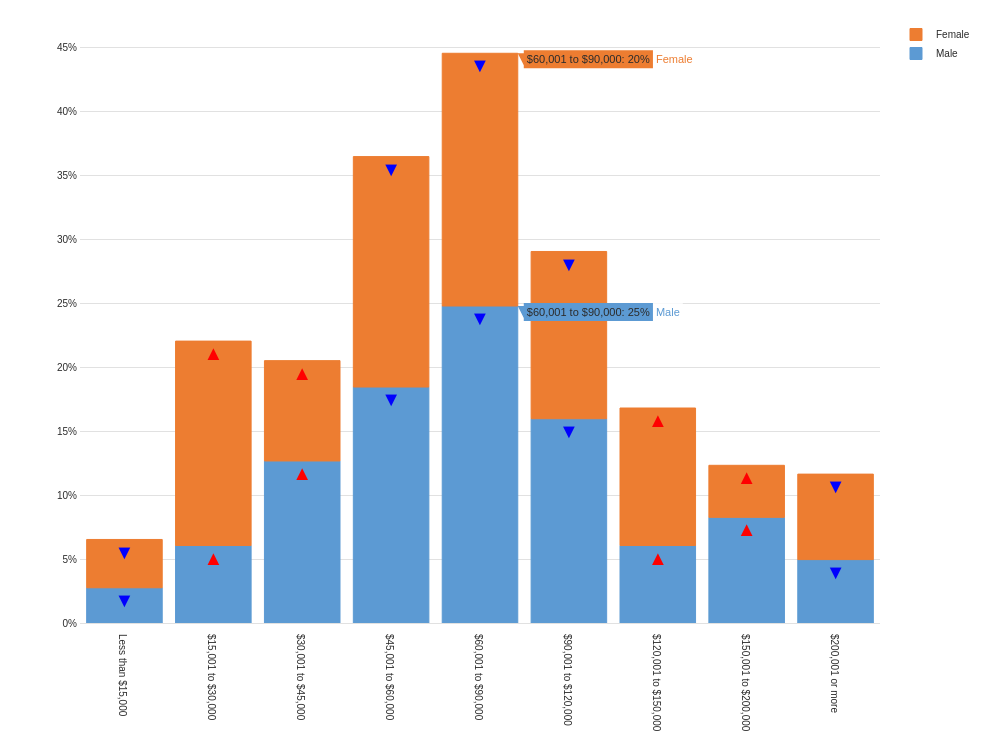 Female
Male
45%
40%
35%
30%
25%
20%
15%
10%
5%
0%
$60,001 to $90,000: 20% Female
$60,001 to $90,000: 25% Male
Less than $15,000
$15,001 to $30,000
$30,001 to $45,000
$45,001 to $60,000
$60,001 to $90,000
$90,001 to $120,000
$120,001 to $150,000
$150,001 to $200,000
$200,001 or more